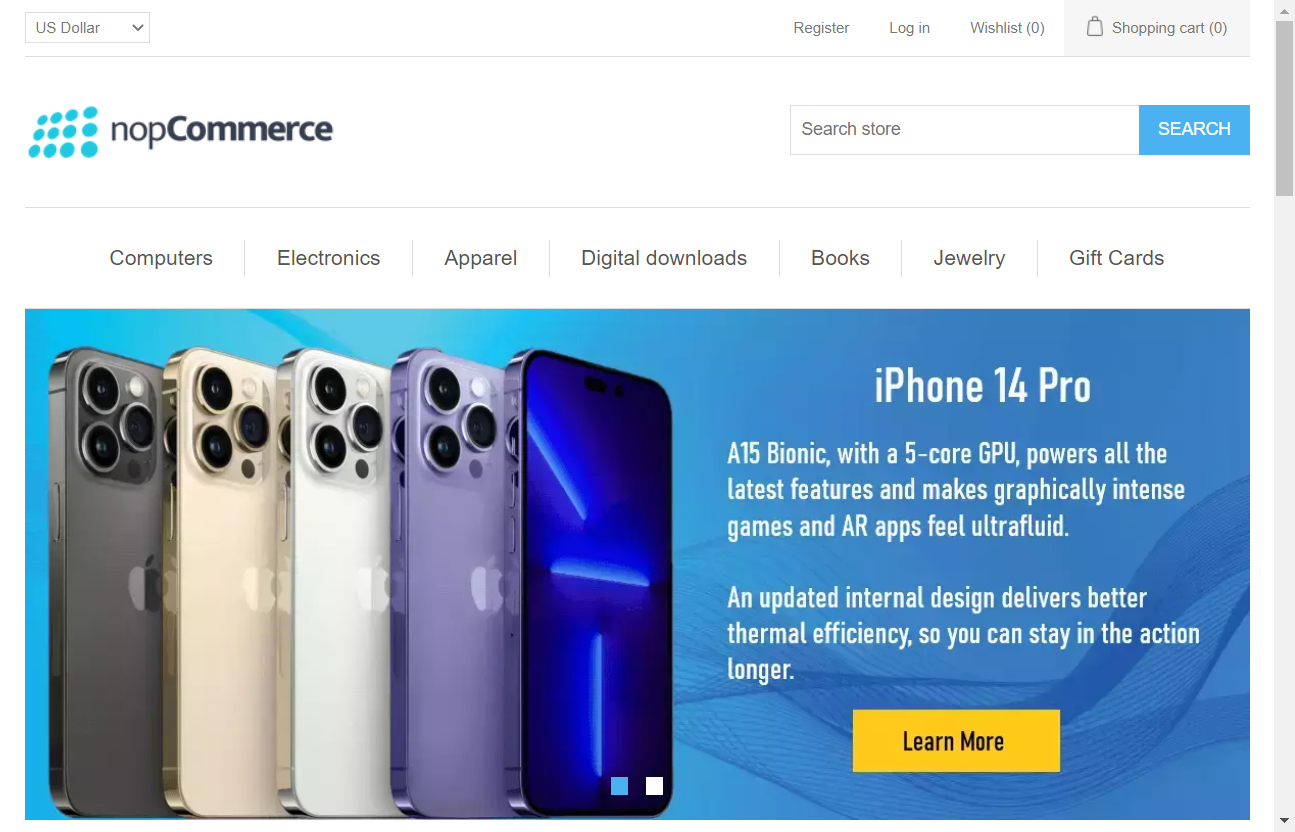 US Dollar
Register
Log in
Wishlist (0)
Shopping cart (0)
nopCommerce
Search store
SEARCH
Computers
Electronics
Apparel
Digital downloads
Books
Jewelry
Gift Cards
iPhone 14 Pro
A15 Bionic, with a 5-core GPU, powers all the
latest features and makes graphically intense
games and AR apps feel ultrafluid.
An updated internal design delivers better
thermal efficiency, so you can stay in the action
longer.
Learn More